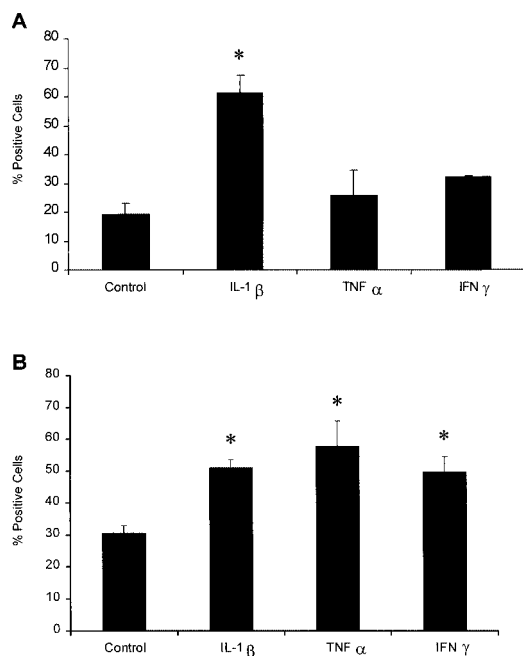 A
% Positive Cells
80
70
60
50
40
30
20
10
0
*
Control IL-1 β TNF α IFN γ
B
% Positive Cells
80
70
60
50
40
30
20
10
0
* * *
Control IL-1 β TNF α IFN γ